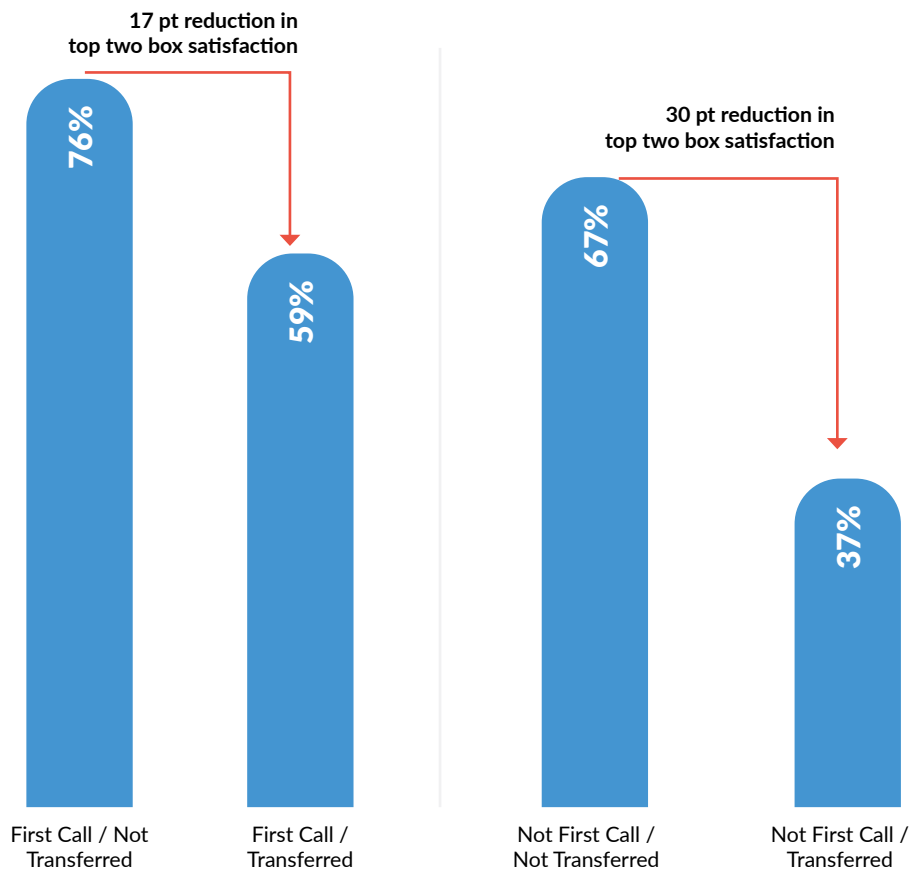 17 pt reduction in
top two box satisfaction
76%
59%
First Call / Not
Transferred
First Call /
Transferred
30 pt reduction in
top two box satisfaction
67%
37%
Not First Call /
Not Transferred
Not First Call /
Transferred